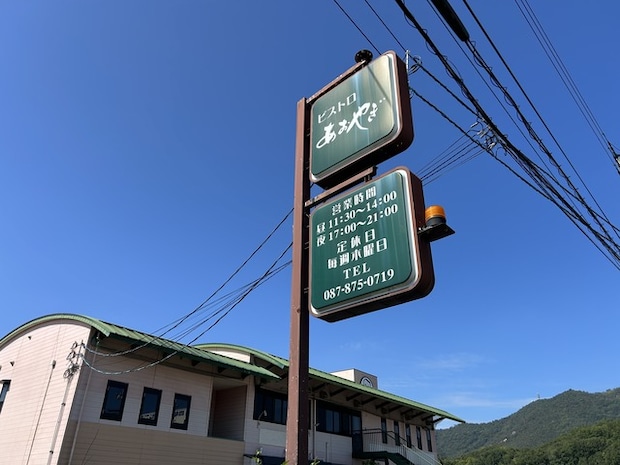 ビストロ
あおやぎ
営業時間
昼 11:30～14:00
夜 17:00～21:00
定休日
毎週木曜日
TEL
087-875-0719